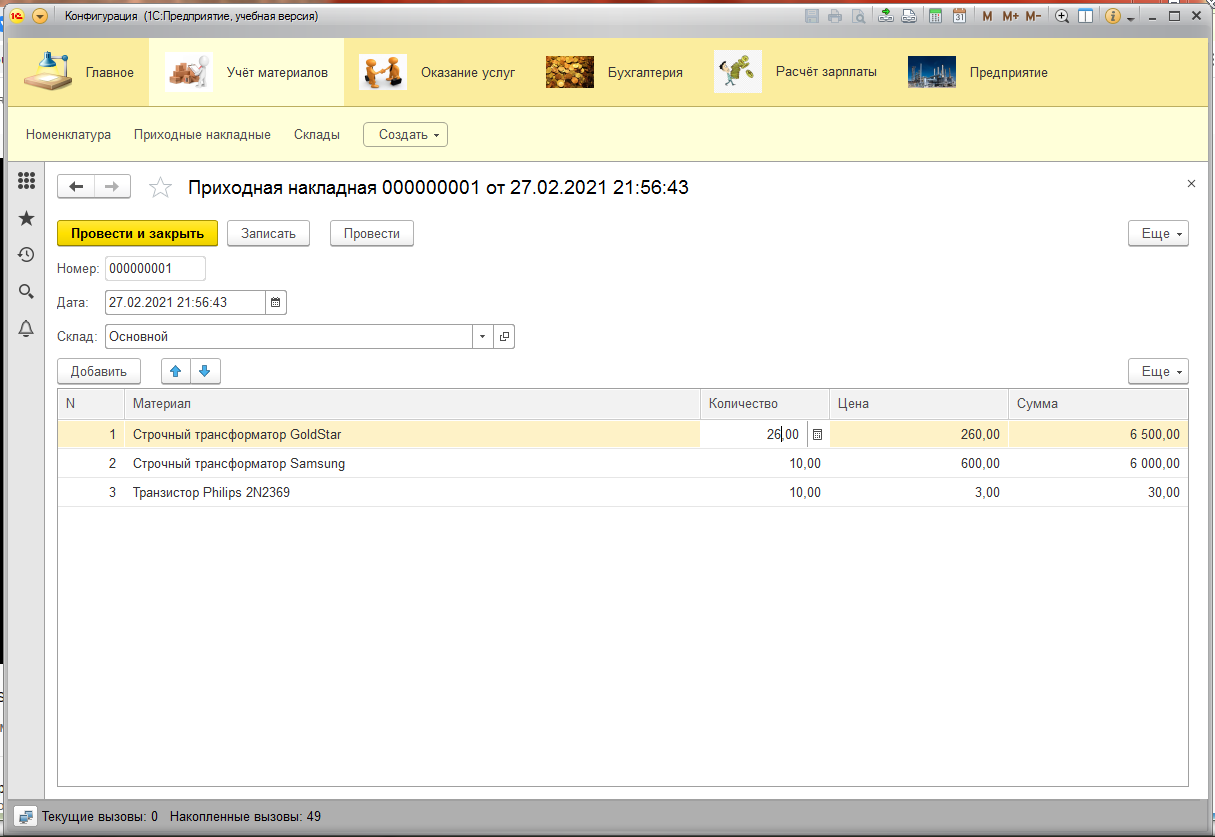 Конфигурация (1С:Предприятие, учебная версия)
M M+ M-
Главное Учёт материалов Оказание услуг Бухгалтерия Расчёт зарплаты Предприятие
Номенклатура Приходные накладные Склады Создать
Приходная накладная 000000001 от 27.02.2021 21:56:43
Провести и закрыть Записать Провести Еще
Номер: 000000001
Дата: 27.02.2021 21:56:43
Склад: Основной
Добавить Еще
N Материал Количество Цена Сумма
1 Строчный трансформатор GoldStar 26,00 260,00 6 500,00
2 Строчный трансформатор Samsung 10,00 600,00 6 000,00
3 Транзистор Philips 2N2369 10,00 3,00 30,00
Текущие вызовы: 0 Накопленные вызовы: 49